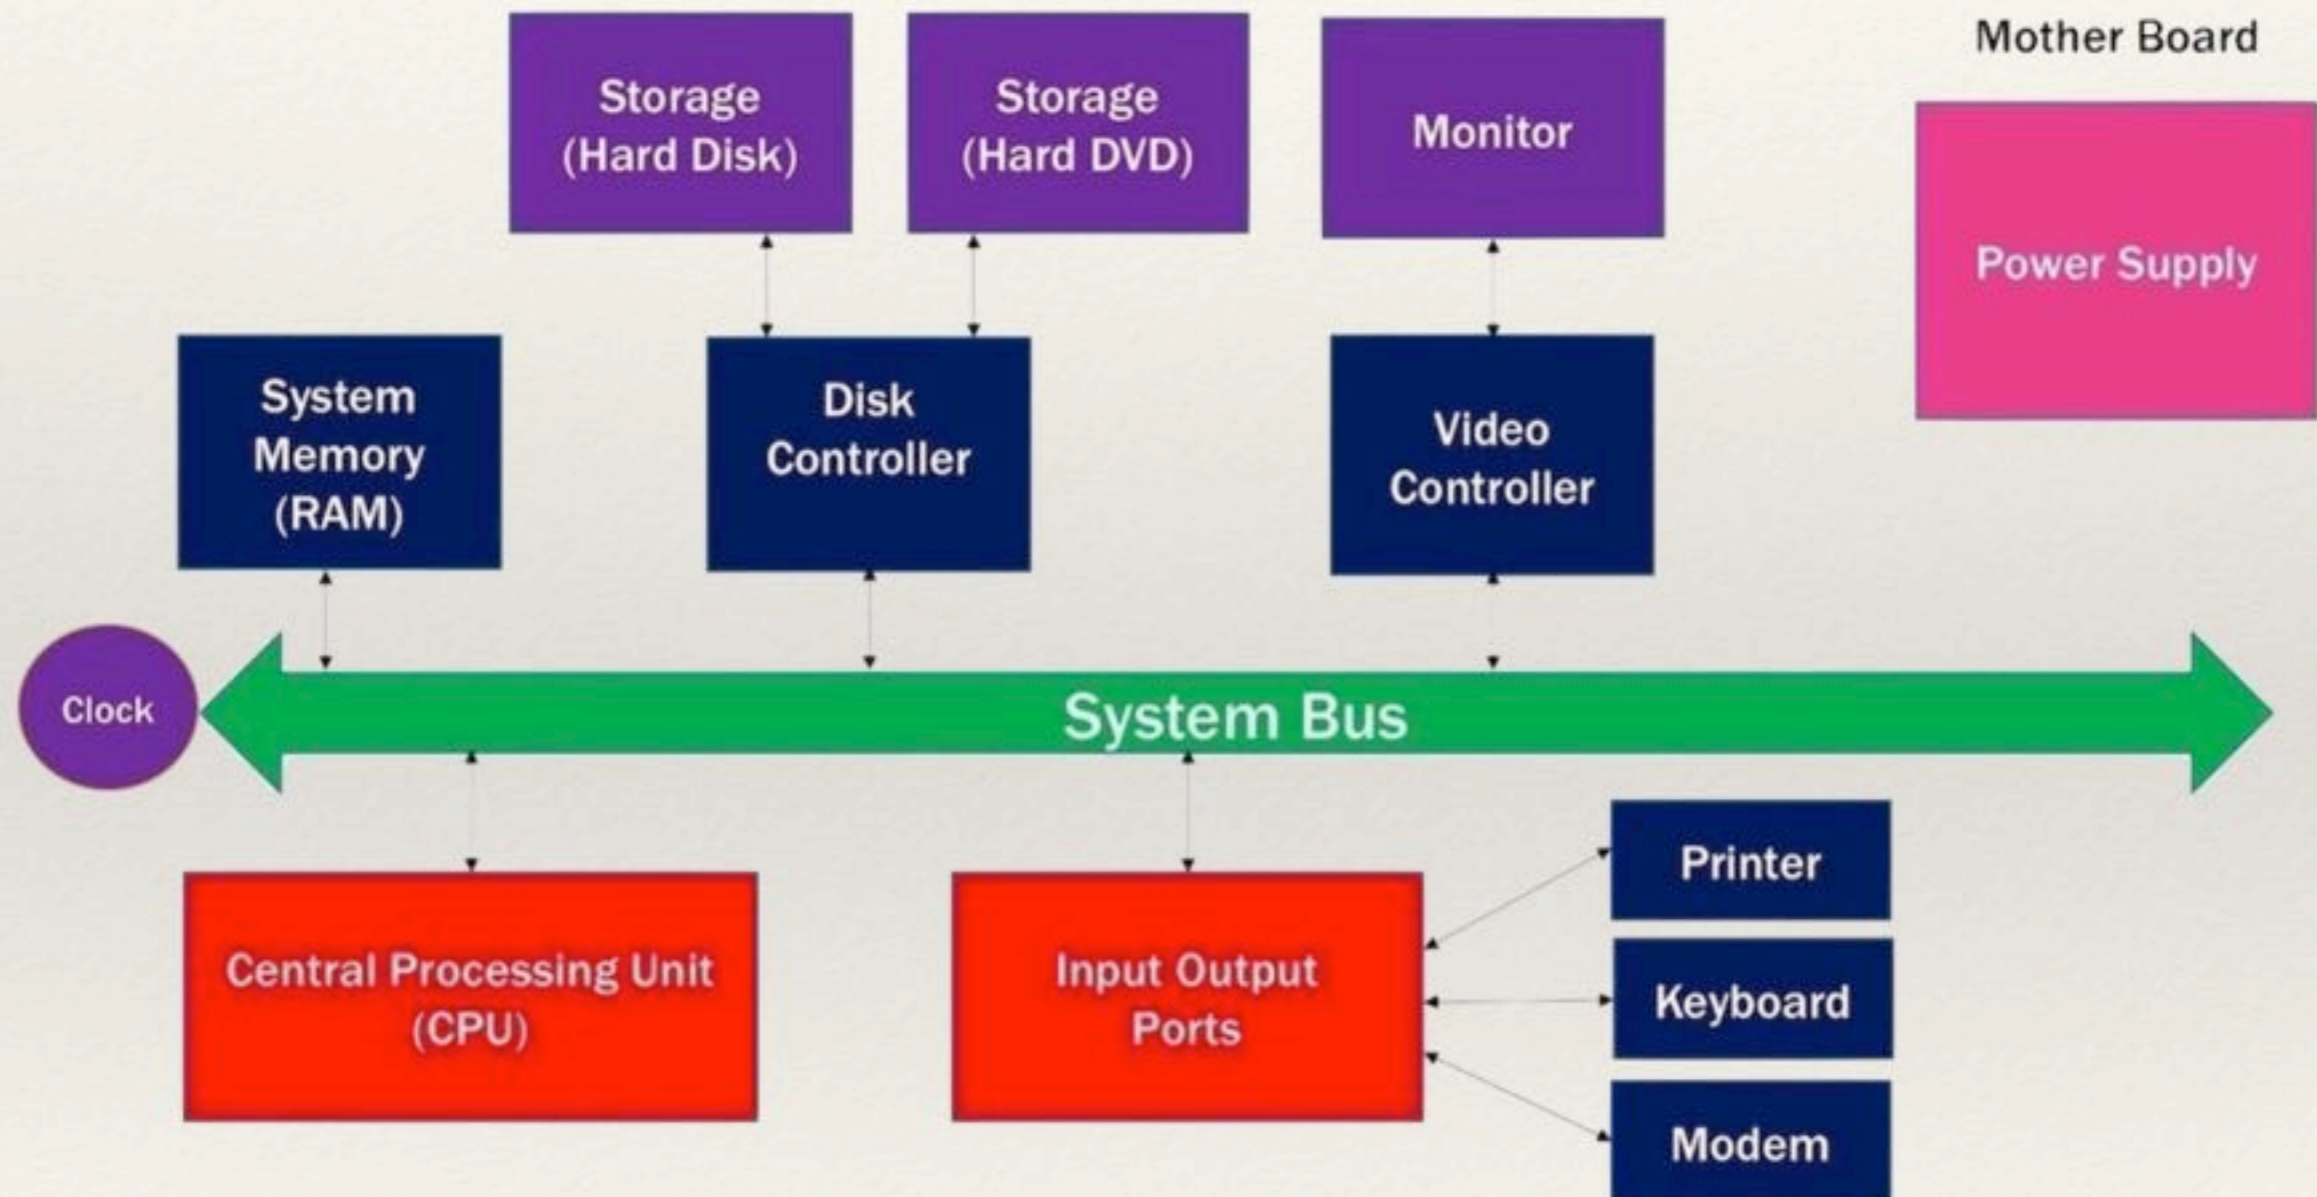 Storage
(Hard Disk)
Storage
(Hard DVD)
Monitor
Mother Board
Power Supply
System
Memory
(RAM)
Disk
Controller
Video
Controller
Clock
System Bus
Central Processing Unit
(CPU)
Input Output
Ports
Printer
Keyboard
Modem